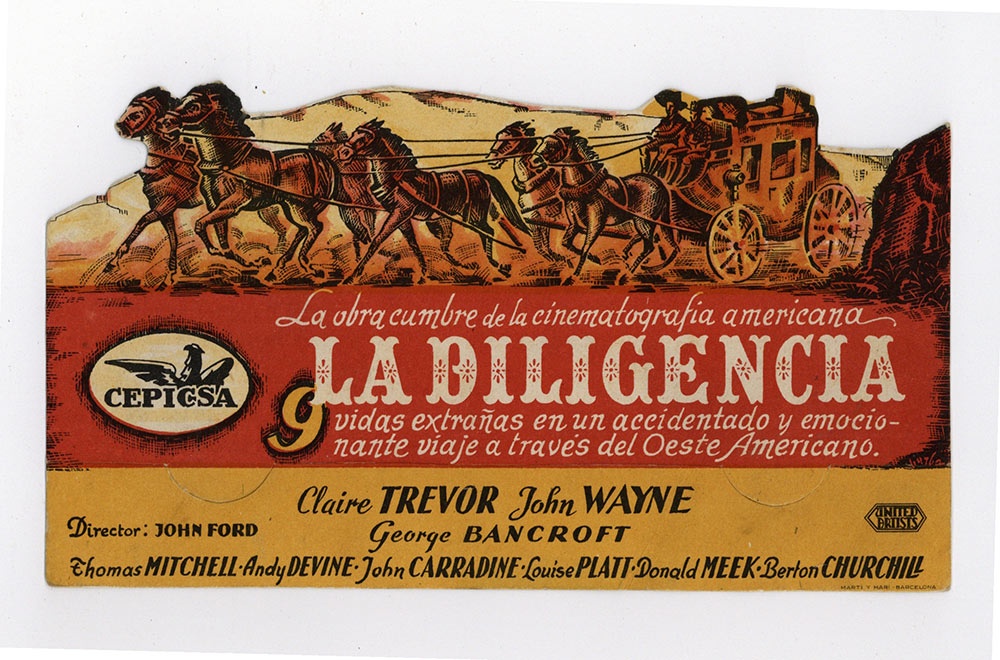 La obra cumbre de la cinematografía americana
LA DILIGENCIA
CEPICSA
9 vidas extrañas en un accidentado y emocio-
nante viaje a través del Oeste Americano.
Claire TREVOR John WAYNE
UNITED
ARTISTS
Director: JOHN FORD
George BANCROFT
Thomas MITCHELL·Andy DEVINE·John CARRADINE·Louise PLATT·Donald MEEK·Berton CHURCHILL
MARTÍ Y MARÍ-BARCELONA